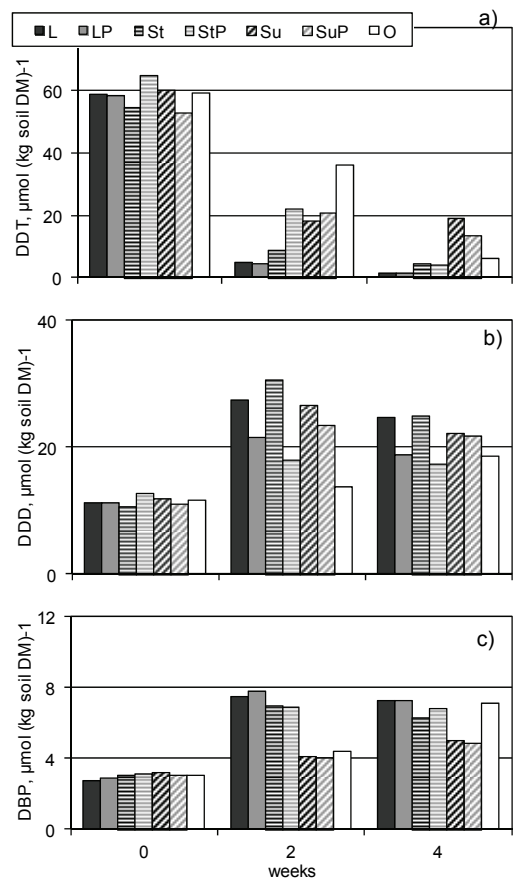 L LP St StP Su SuP O
a)
60
40
20
0
DDT, µmol (kg soil DM)-1
40
b)
20
0
DDD, µmol (kg soil DM)-1
12
c)
8
4
0
DBP, µmol (kg soil DM)-1
0 2 4
weeks